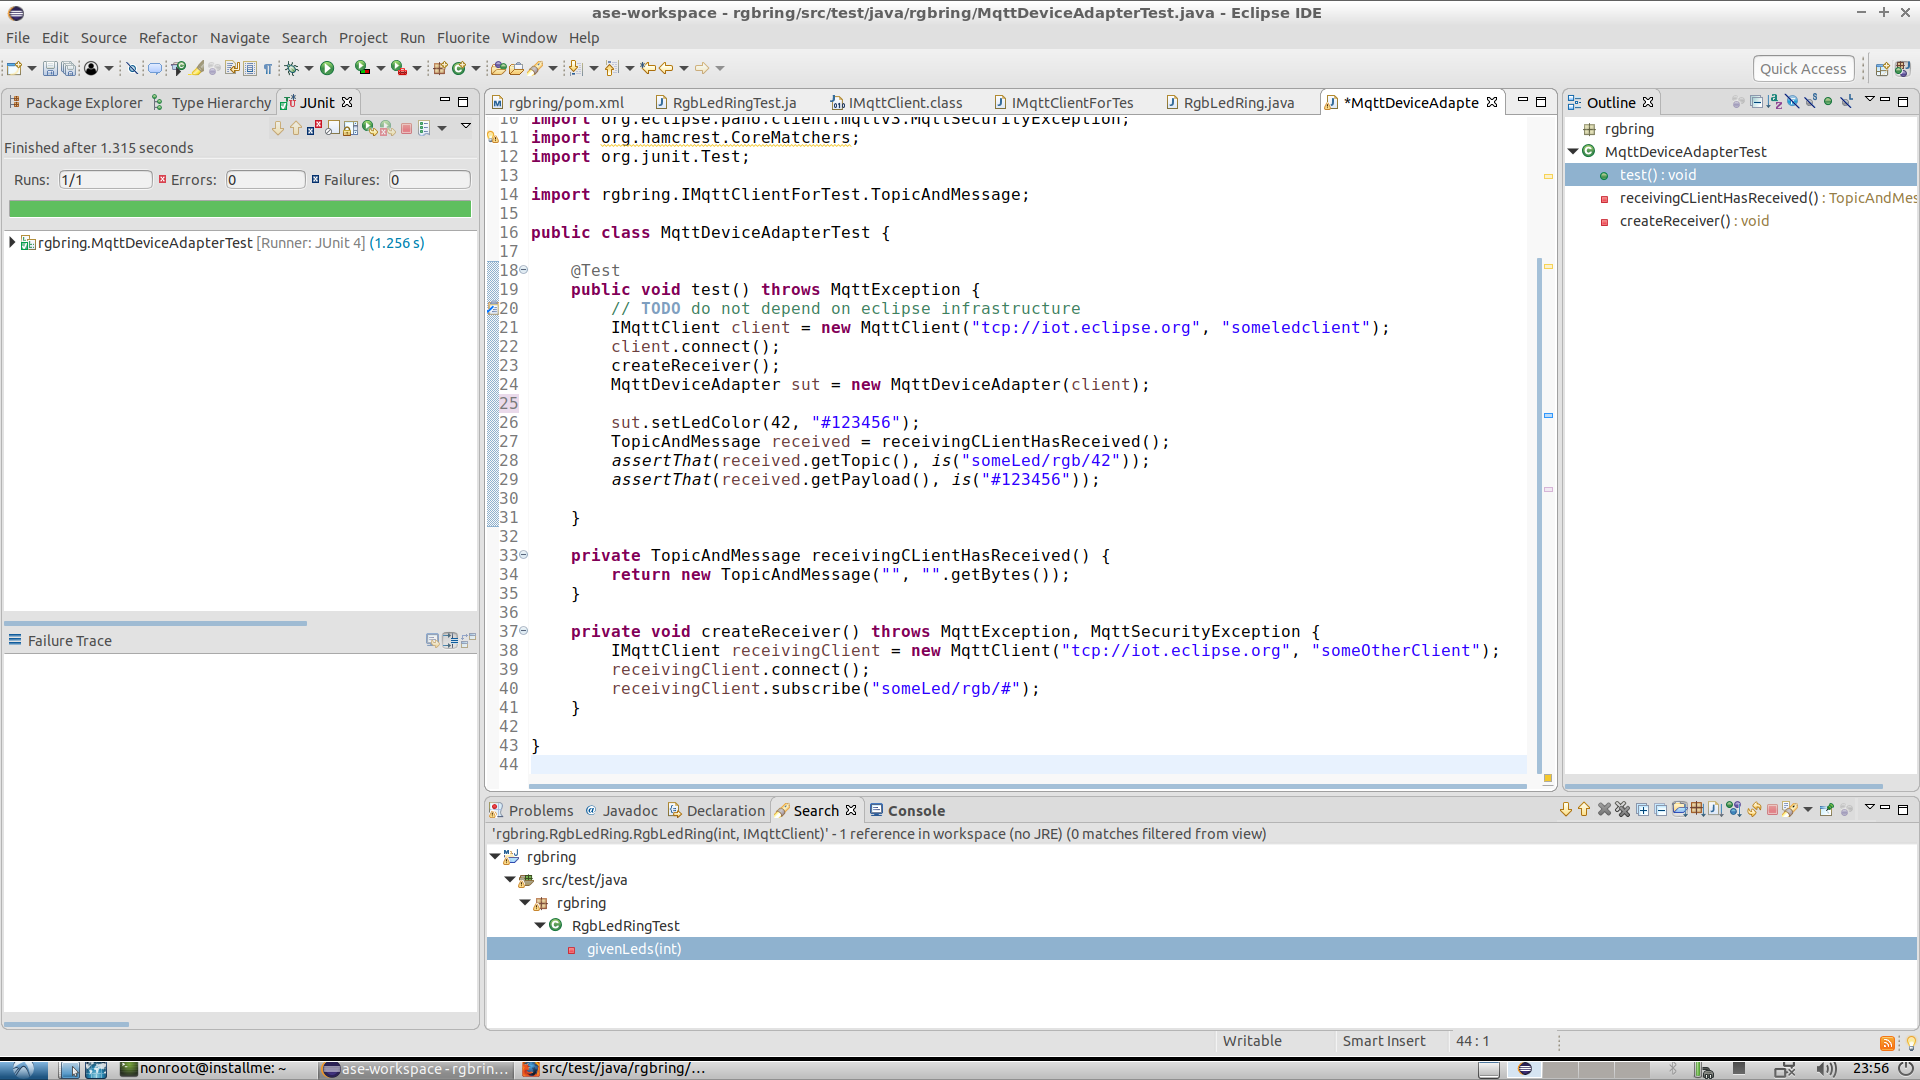 ase-workspace - rgbring/src/test/java/rgbring/MqttDeviceAdapterTest.java - Eclipse IDE
File Edit Source Refactor Navigate Search Project Run Fluorite Window Help
Quick Access
Package Explorer Type Hierarchy JUnit
Finished after 1.315 seconds
Runs: 1/1 Errors: 0 Failures: 0
rgbring.MqttDeviceAdapterTest [Runner: JUnit 4] (1.256 s)
Failure Trace
rgbring/pom.xml RgbLedRingTest.ja IMqttClient.class IMqttClientForTes RgbLedRing.java *MqttDeviceAdapte
10 import org.eclipse.paho.client.mqttv3.MqttSecurityException;
11 import org.hamcrest.CoreMatchers;
12 import org.junit.Test;
13
14 import rgbring.IMqttClientForTest.TopicAndMessage;
15
16 public class MqttDeviceAdapterTest {
17
18 @Test
19 public void test() throws MqttException {
20 // TODO do not depend on eclipse infrastructure
21 IMqttClient client = new MqttClient("tcp://iot.eclipse.org", "someledclient");
22 client.connect();
23 createReceiver();
24 MqttDeviceAdapter sut = new MqttDeviceAdapter(client);
25
26 sut.setLedColor(42, "#123456");
27 TopicAndMessage received = receivingCLientHasReceived();
28 assertThat(received.getTopic(), is("someLed/rgb/42"));
29 assertThat(received.getPayload(), is("#123456"));
30
31 }
32
33 private TopicAndMessage receivingCLientHasReceived() {
34 return new TopicAndMessage("", "".getBytes());
35 }
36
37 private void createReceiver() throws MqttException, MqttSecurityException {
38 IMqttClient receivingClient = new MqttClient("tcp://iot.eclipse.org", "someOtherClient");
39 receivingClient.connect();
40 receivingClient.subscribe("someLed/rgb/#");
41 }
42
43 }
44
Outline
rgbring
MqttDeviceAdapterTest
test() : void
receivingCLientHasReceived() : TopicAndMes
createReceiver() : void
Problems Javadoc Declaration Search Console
'rgbring.RgbLedRing.RgbLedRing(int, IMqttClient)' - 1 reference in workspace (no JRE) (0 matches filtered from view)
rgbring
src/test/java
rgbring
RgbLedRingTest
givenLeds(int)
Writable Smart Insert 44 : 1
nonroot@installme: ~ ase-workspace - rgbrin... src/test/java/rgbring/... 23:56